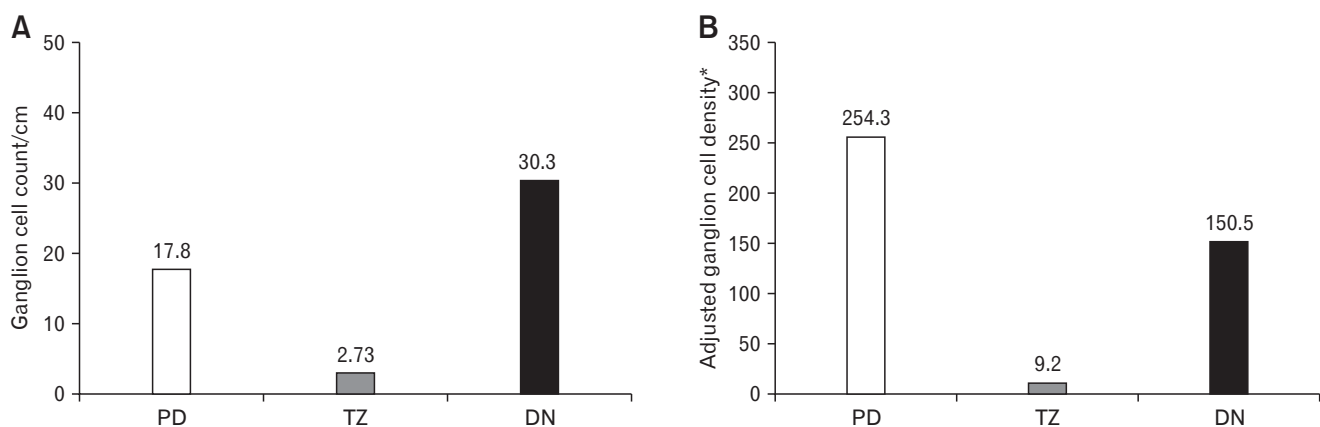 A
Ganglion cell count/cm
50
40
30
20
10
0
17.8
2.73
30.3
PD
TZ
DN
B
Adjusted ganglion cell density*
350
300
250
200
150
100
50
0
254.3
9.2
150.5
PD
TZ
DN